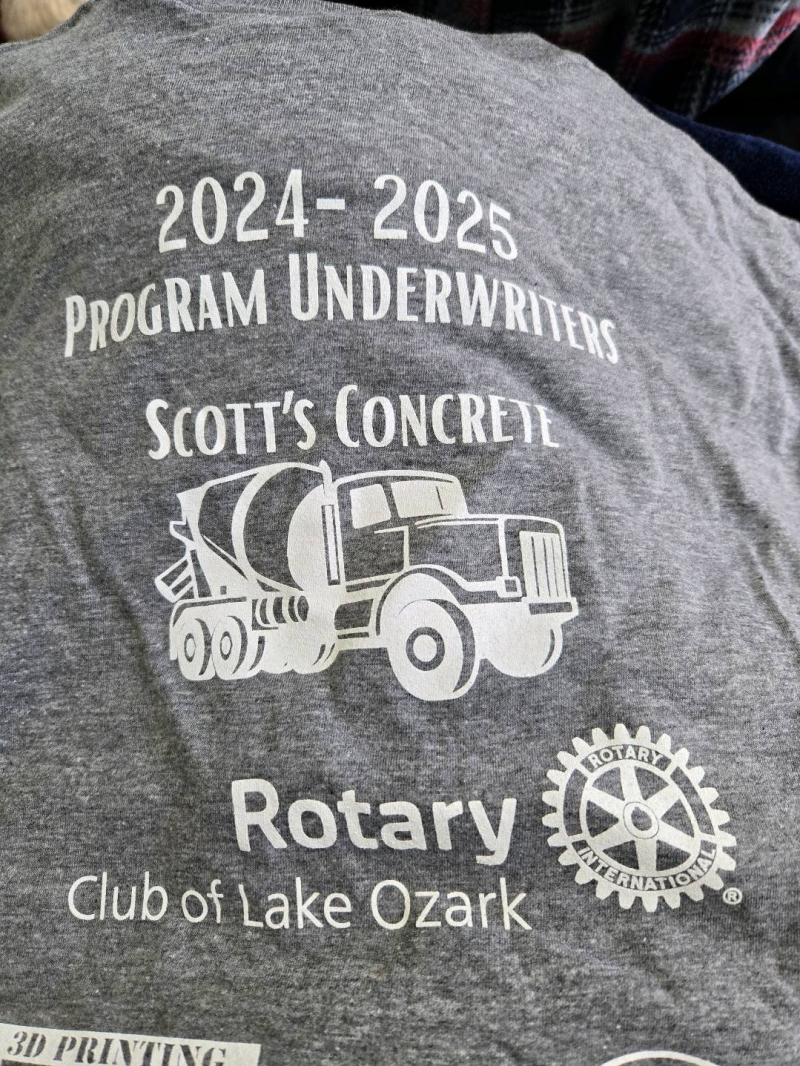 2024- 2025
PROGRAM UNDERWRITERS
SCOTT'S CONCRETE
Rotary
ROTARY
INTERNATIONAL
®
Club of Lake Ozark
3D PRINTING